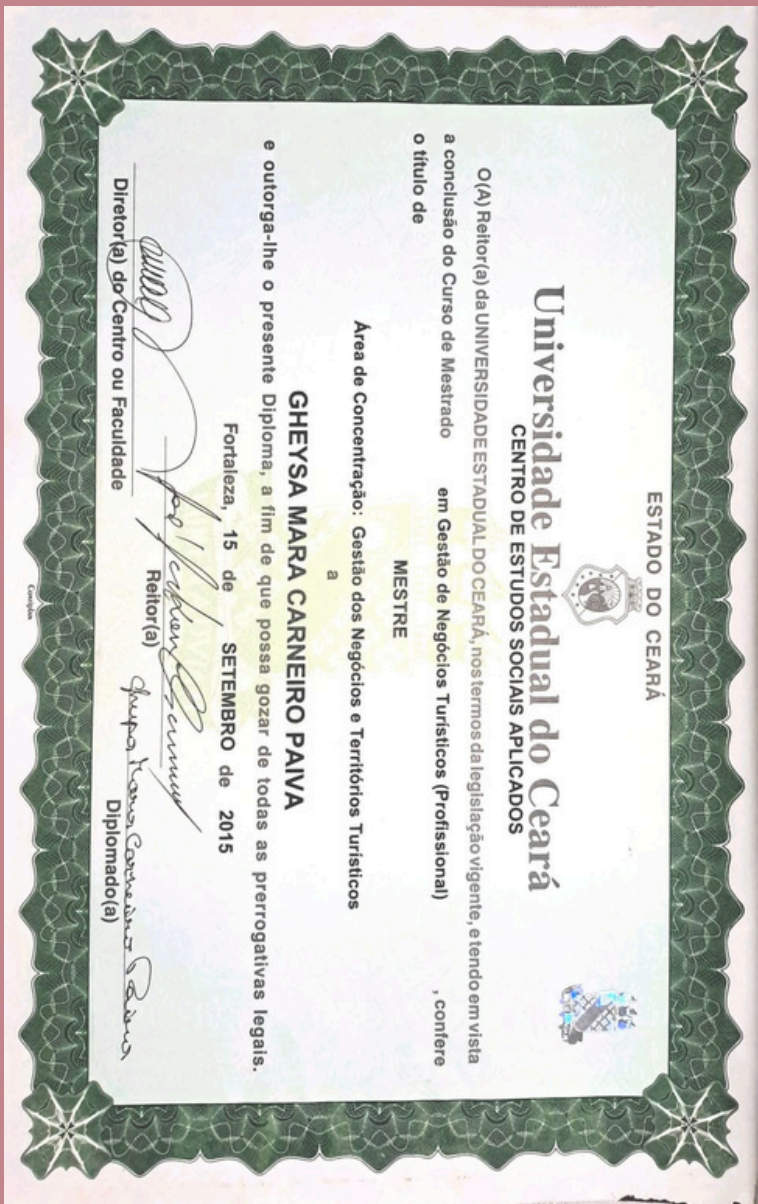 ESTADO DO CEARÁ
Universidade Estadual do Ceará
CENTRO DE ESTUDOS SOCIAIS APLICADOS
O(A) Reitor(a) da UNIVERSIDADE ESTADUAL DO CEARÁ, nos termos da legislação vigente, e tendo em vista
a conclusão do Curso de Mestrado em Gestão de Negócios Turísticos (Profissional) , confere
o título de
MESTRE
Área de Concentração: Gestão dos Negócios e Territórios Turísticos
a
GHEYSA MARA CARNEIRO PAIVA
e outorga-lhe o presente Diploma, a fim de que possa gozar de todas as prerrogativas legais.
Fortaleza, 15 de SETEMBRO de 2015
Diretor(a) do Centro ou Faculdade
Reitor(a)
Gheysa Mara Carneiro Paiva
Diplomado(a)